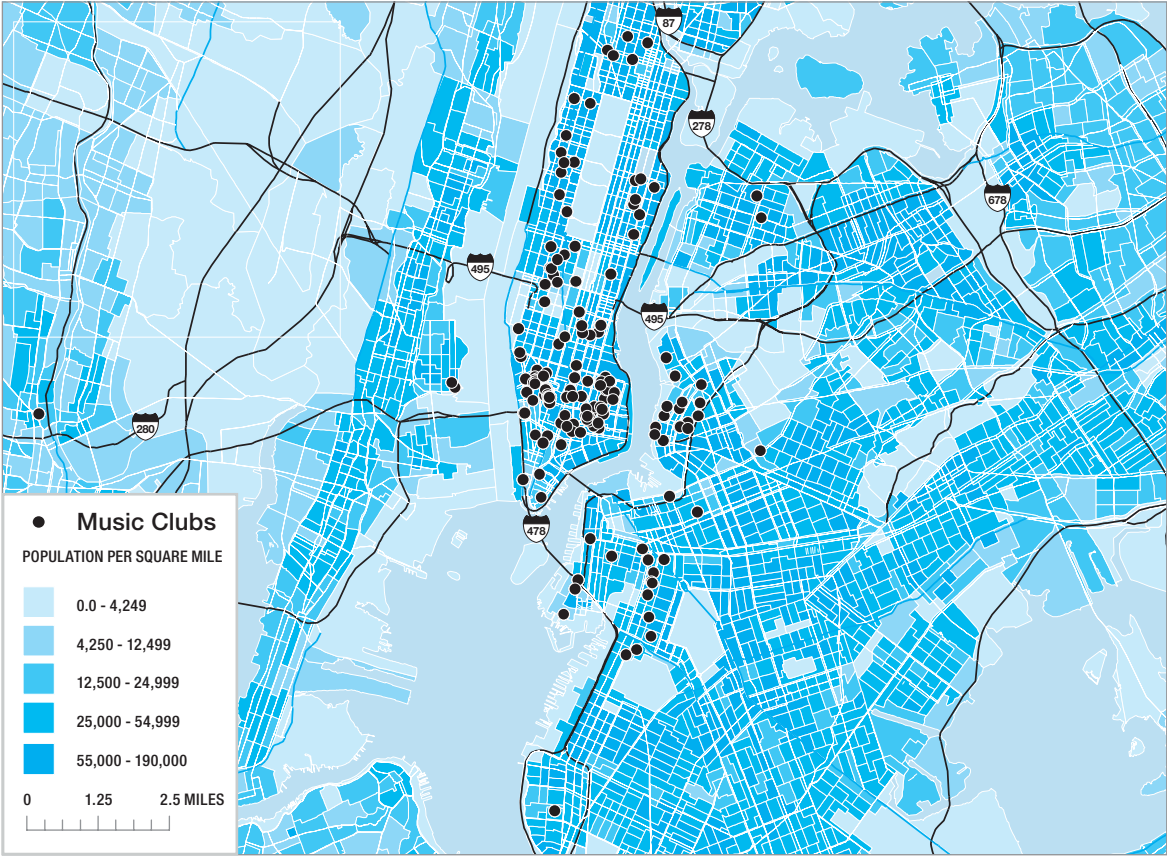 87
278
678
495
495
280
478
Music Clubs
POPULATION PER SQUARE MILE
0.0 - 4,249
4,250 - 12,499
12,500 - 24,999
25,000 - 54,999
55,000 - 190,000
0 1.25 2.5 MILES